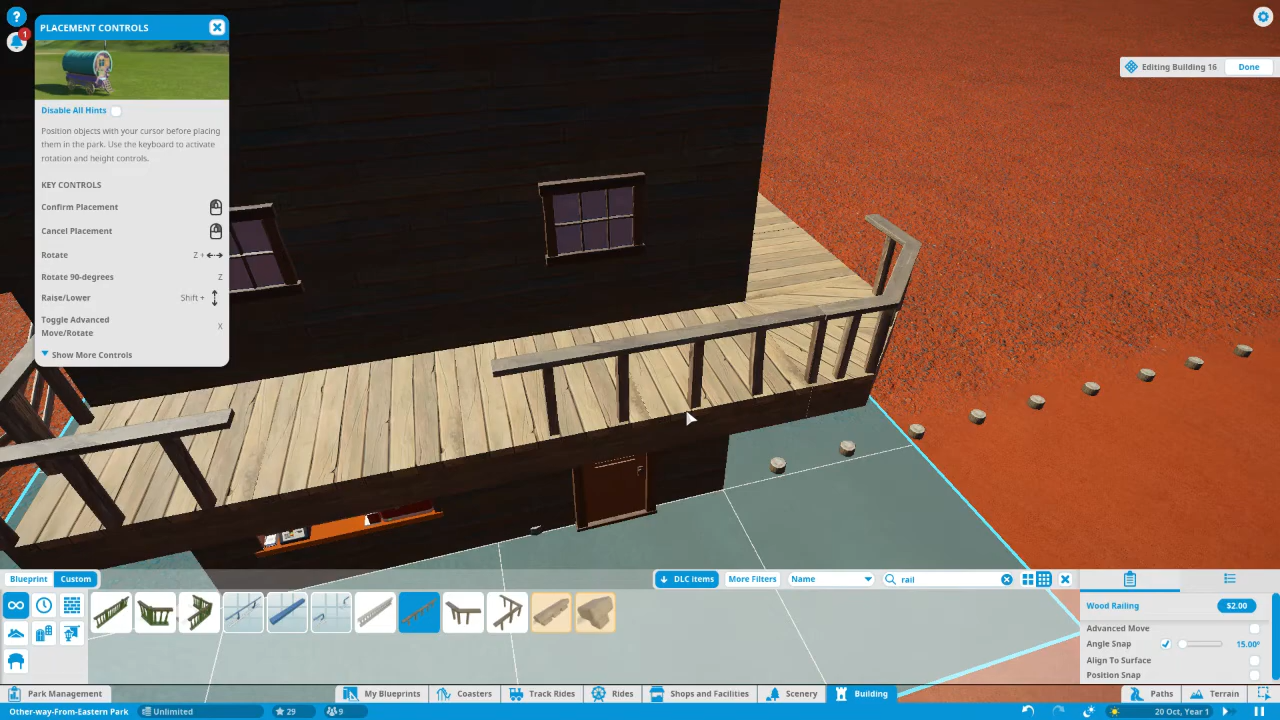 ?
1
PLACEMENT CONTROLS
Disable All Hints
Position objects with your cursor before placing
them in the park. Use the keyboard to activate
rotation and height controls.
KEY CONTROLS
Confirm Placement
Cancel Placement
Rotate Z +
Rotate 90-degrees Z
Raise/Lower Shift +
Toggle Advanced
Move/Rotate X
Show More Controls
Editing Building 16 Done
Blueprint Custom DLC items More Filters Name rail
Wood Railing $2.00
Advanced Move
Angle Snap 15.00°
Align To Surface
Position Snap
Park Management My Blueprints Coasters Track Rides Rides Shops and Facilities Scenery Building Paths Terrain
Other-way-From-Eastern Park Unlimited 29 9 20 Oct, Year 1